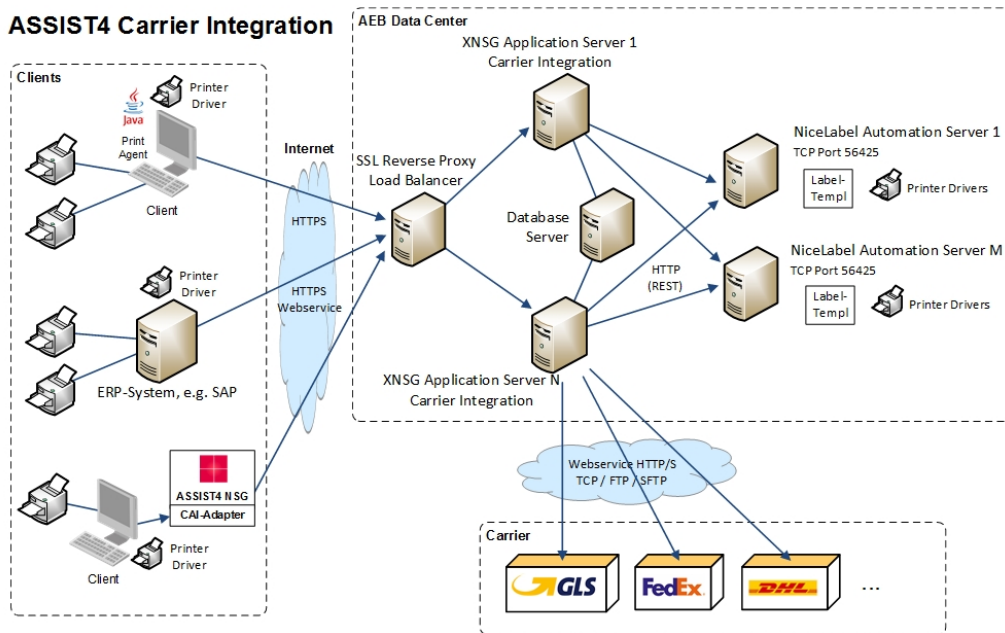 ASSIST4 Carrier Integration
Clients
Printer
Driver
Java
Print
Agent
Client
Printer
Driver
ERP-System, e.g. SAP
ASSIST4 NSG
CAI-Adapter
Printer
Driver
Client
Internet
HTTPS
HTTPS
Webservice
AEB Data Center
XNSG Application Server 1
Carrier Integration
SSL Reverse Proxy
Load Balancer
Database
Server
HTTP
(REST)
XNSG Application Server N
Carrier Integration
NiceLabel Automation Server 1
TCP Port 56425
Label-
Templ
Printer Drivers
NiceLabel Automation Server M
TCP Port 56425
Label-
Templ
Printer Drivers
Webservice HTTP/S
TCP / FTP / SFTP
Carrier
GLS
FedEx
DHL
...